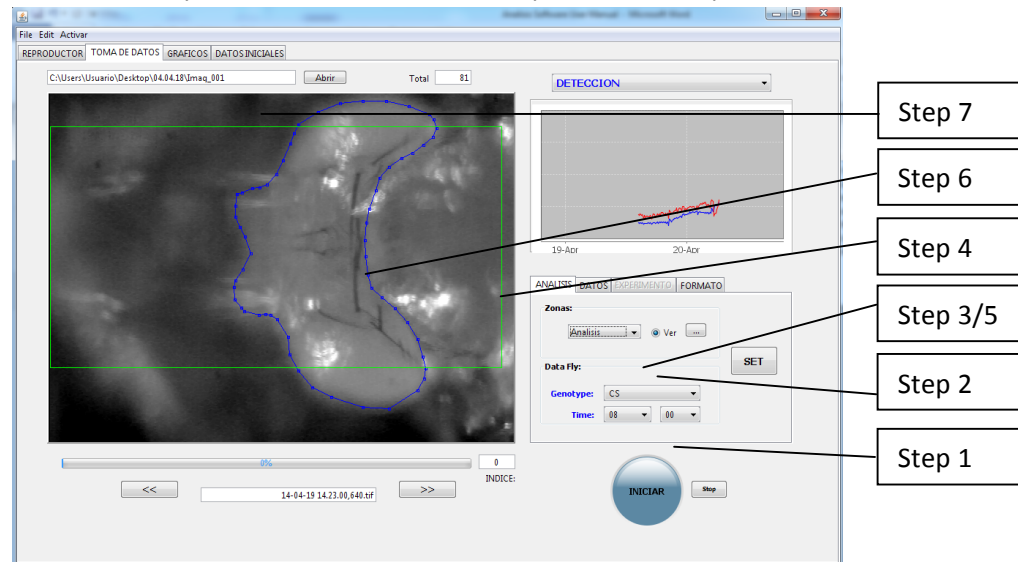 Analisis Software User Manual - Microsoft Word
File Edit Activar
REPRODUCTOR TOMA DE DATOS GRAFICOS DATOS INICIALES
C:\Users\Usuario\Desktop\04.04.18\Imaq_001 Abrir Total 81
DETECCION
19-Apr 20-Apr
ANALISIS DATOS EXPERIMENTO FORMATO
Zonas:
Analisis Ver ...
SET
Data Fly:
Genotype: CS
Time: 08 00
0% 0
INDICE:
<< 14-04-19 14.23.00,640.tif >>
INICIAR Stop
Step 7
Step 6
Step 4
Step 3/5
Step 2
Step 1